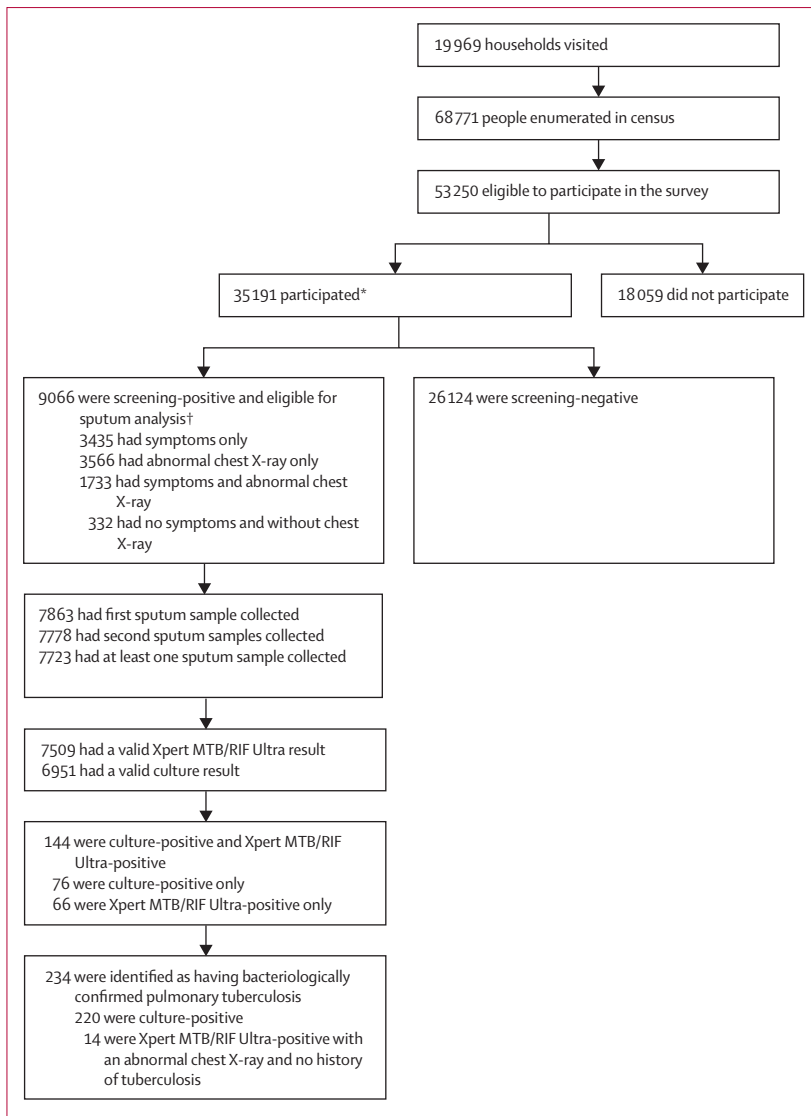 19 969 households visited
68 771 people enumerated in census
53 250 eligible to participate in the survey
35 191 participated*
18 059 did not participate
9066 were screening-positive and eligible for
sputum analysis†
3435 had symptoms only
3566 had abnormal chest X-ray only
1733 had symptoms and abnormal chest
X-ray
332 had no symptoms and without chest
X-ray
26 124 were screening-negative
7863 had first sputum sample collected
7778 had second sputum samples collected
7723 had at least one sputum sample collected
7509 had a valid Xpert MTB/RIF Ultra result
6951 had a valid culture result
144 were culture-positive and Xpert MTB/RIF
Ultra-positive
76 were culture-positive only
66 were Xpert MTB/RIF Ultra-positive only
234 were identified as having bacteriologically
confirmed pulmonary tuberculosis
220 were culture-positive
14 were Xpert MTB/RIF Ultra-positive with
an abnormal chest X-ray and no history
of tuberculosis